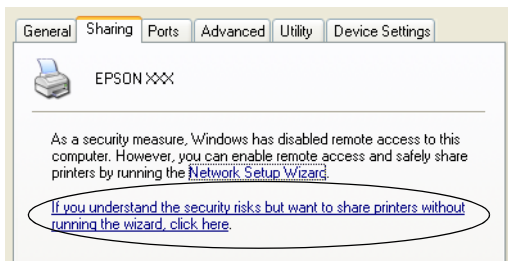 General Sharing Ports Advanced Utility Device Settings
EPSON XXX
As a security measure, Windows has disabled remote access to this
computer. However, you can enable remote access and safely share
printers by running the Network Setup Wizard.
If you understand the security risks but want to share printers without
running the wizard, click here.